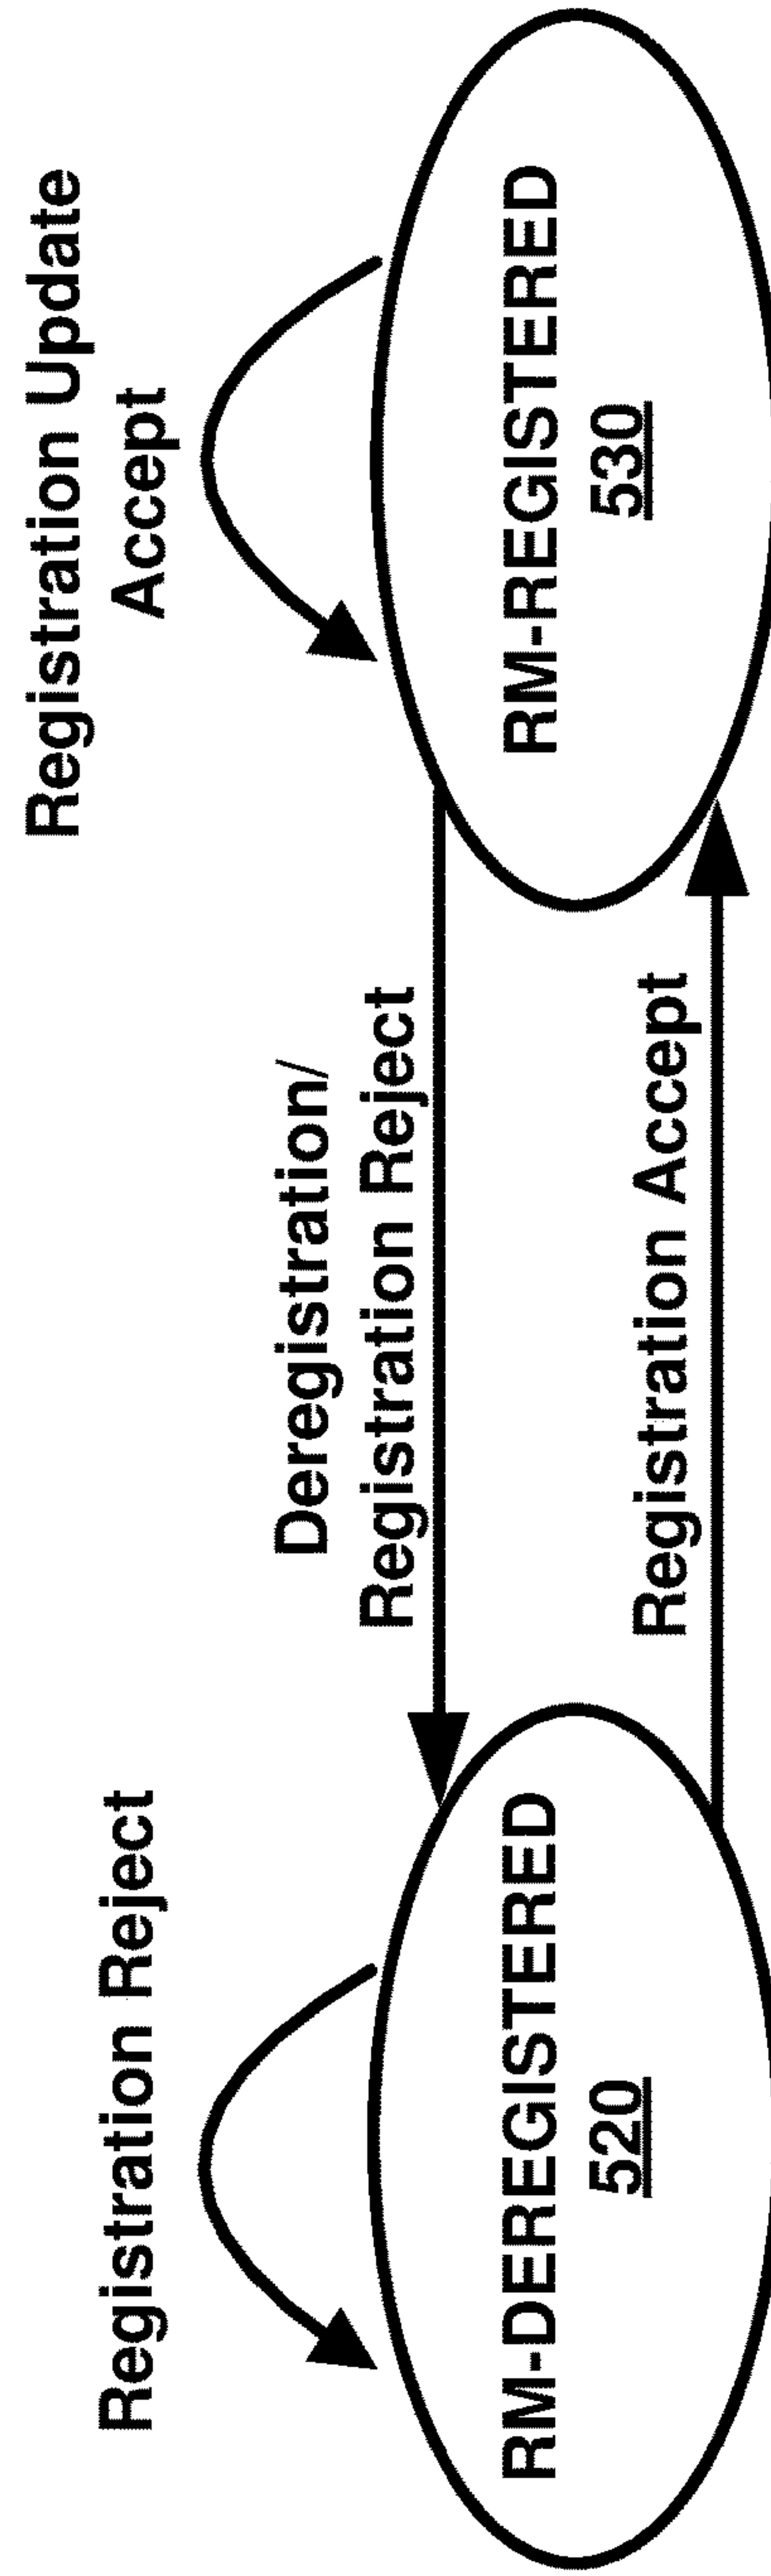 Registration Reject
RM-DEREGISTERED
520
Deregistration/
Registration Reject
Registration Accept
Registration Update
Accept
RM-REGISTERED
530